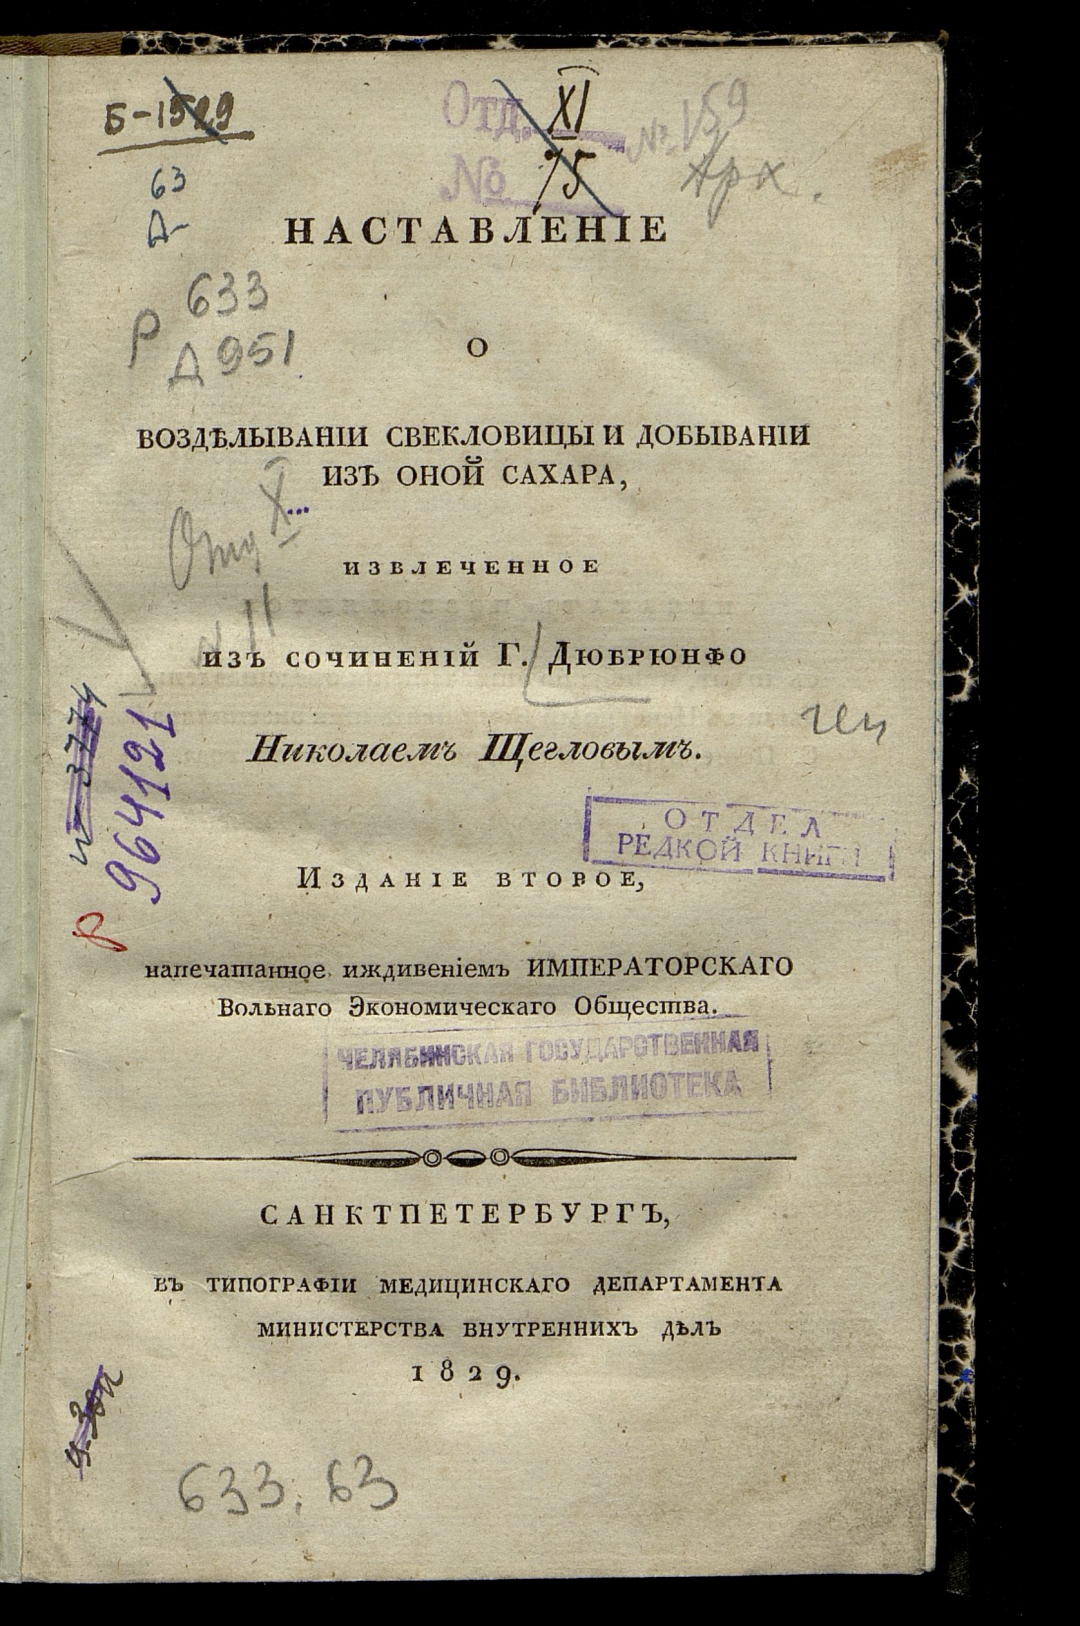 Б-1529
Отд. XI
№ 75
№ 159
Арх.
63
Д
НАСТАВЛЕНІЕ
633
Р Д951
О
ВОЗДѢЛЫВАНІИ СВЕКЛОВИЦЫ И ДОБЫВАНІИ
ИЗЪ ОНОЙ САХАРА,
Отд X
11
ИЗВЛЕЧЕННОЕ
ИЗЪ СОЧИНЕНІЙ Г. ДЮБРЮНФО
Николаемъ Щегловымъ.
Р 964121
ОТДЕЛ
РЕДКОЙ КНИГИ
ИЗДАНІЕ ВТОРОЕ,
напечатанное иждивеніемъ ИМПЕРАТОРСКАГО
Вольнаго Экономическаго Общества.
ЧЕЛЯБИНСКАЯ ГОСУДАРСТВЕННАЯ
ПУБЛИЧНАЯ БИБЛИОТЕКА
САНКТПЕТЕРБУРГЪ,
ВЪ ТИПОГРАФІИ МЕДИЦИНСКАГО ДЕПАРТАМЕНТА
МИНИСТЕРСТВА ВНУТРЕННИХЪ ДѢЛЪ
1829.
633.63